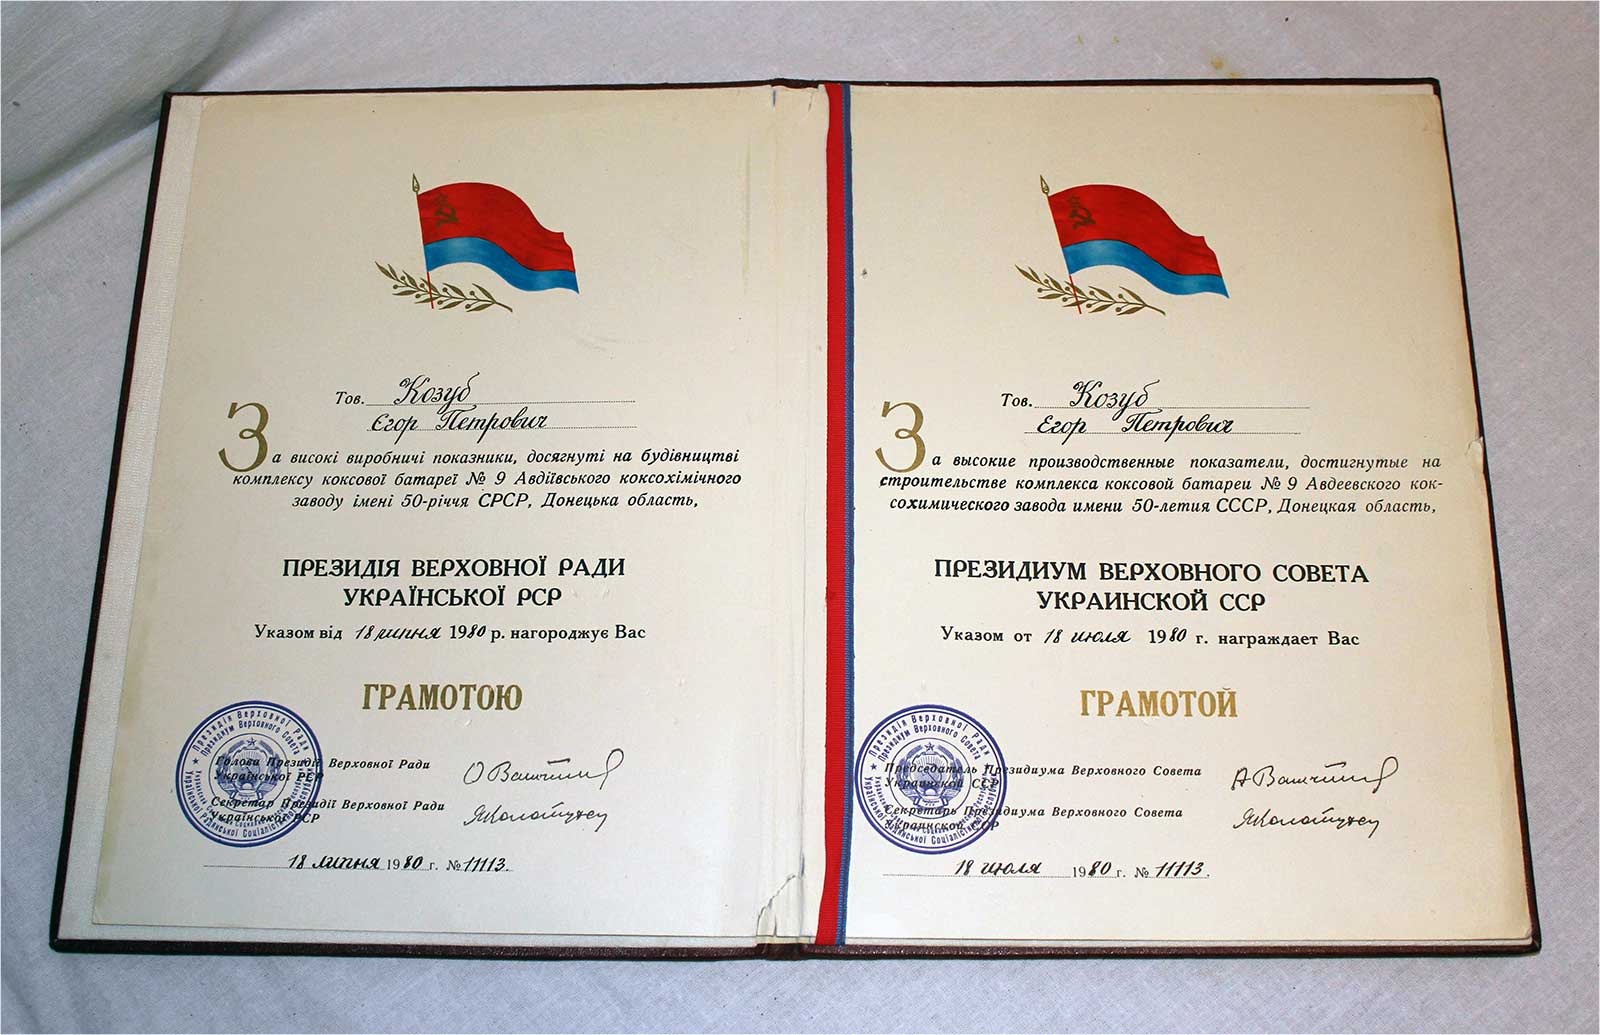 Тов. Козуб
Єгор Петрович
За високі виробничі показники, досягнуті на будівництві
комплексу коксової батареї № 9 Авдіївського коксохімічного
заводу імені 50-річчя СРСР, Донецька область,
ПРЕЗИДІЯ ВЕРХОВНОЇ РАДИ
УКРАЇНСЬКОЇ РСР
Указом від 18 липня 1980 р. нагороджує Вас
ГРАМОТОЮ
Голова Президії Верховної Ради
Української РСР
Секретар Президії Верховної Ради
Української РСР
18 липня 1980 г. № 11113.
Тов. Козуб
Єгор Петрович
За высокие производственные показатели, достигнутые на
строительстве комплекса коксовой батареи № 9 Авдеевского кок-
сохимического завода имени 50-летия СССР, Донецкая область,
ПРЕЗИДИУМ ВЕРХОВНОГО СОВЕТА
УКРАИНСКОЙ ССР
Указом от 18 июля 1980 г. награждает Вас
ГРАМОТОЙ
Председатель Президиума Верховного Совета
Украинской ССР
Секретарь Президиума Верховного Совета
Украинской ССР
18 июля 1980 г. № 11113.